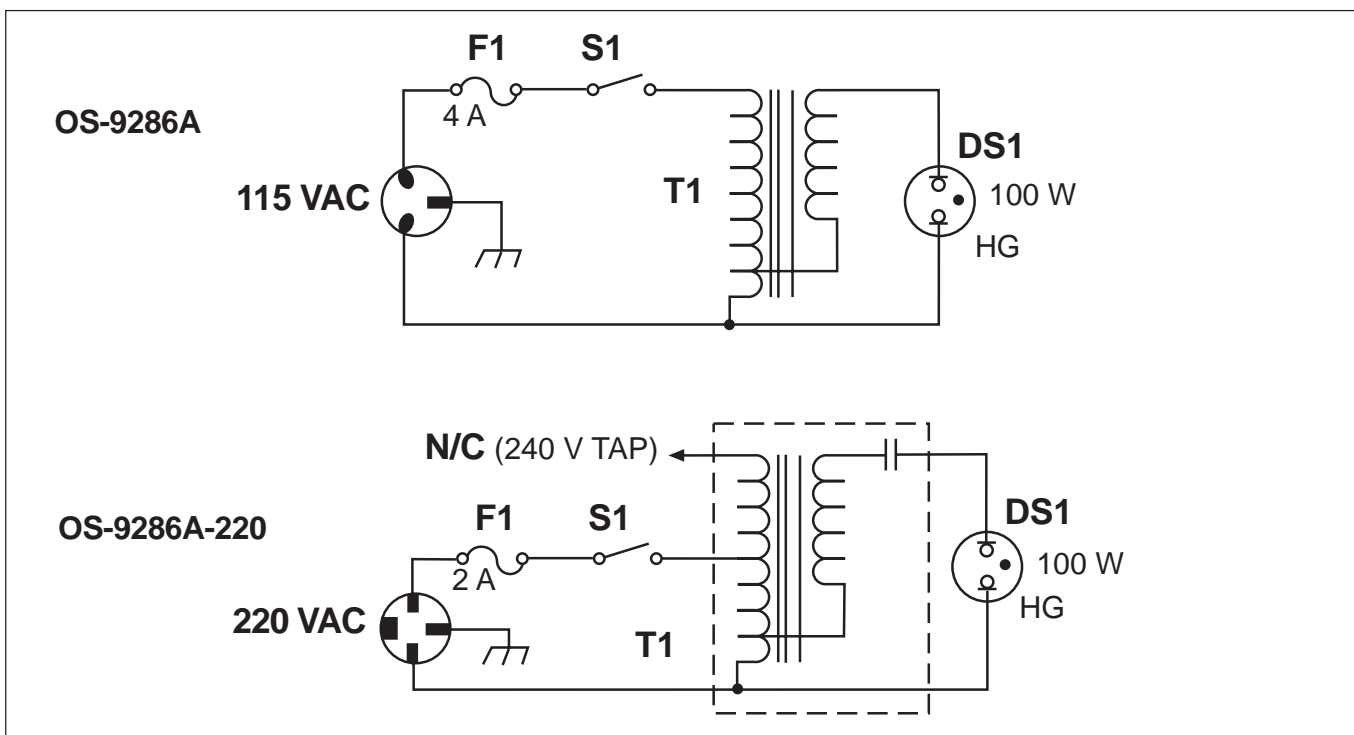 F1 S1
4 A
OS-9286A
DS1
115 VAC
T1
100 W
HG
N/C (240 V TAP)
OS-9286A-220
F1 S1
DS1
2 A
100 W
220 VAC
HG
T1